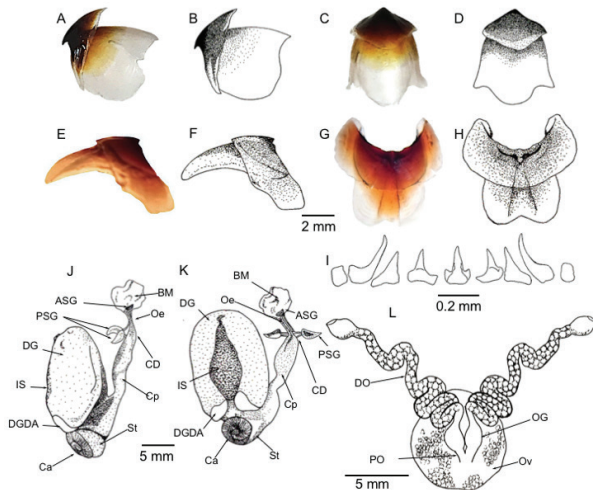 A
B
C
D
E
F
G
H
2 mm
I
0.2 mm
J
BM
ASG
Oe
PSG
DG
CD
IS
Cp
DGDA
St
Ca
5 mm
K
BM
Oe
ASG
DG
PSG
CD
IS
Cp
DGDA
Ca
St
5 mm
L
DO
OG
PO
Ov
5 mm